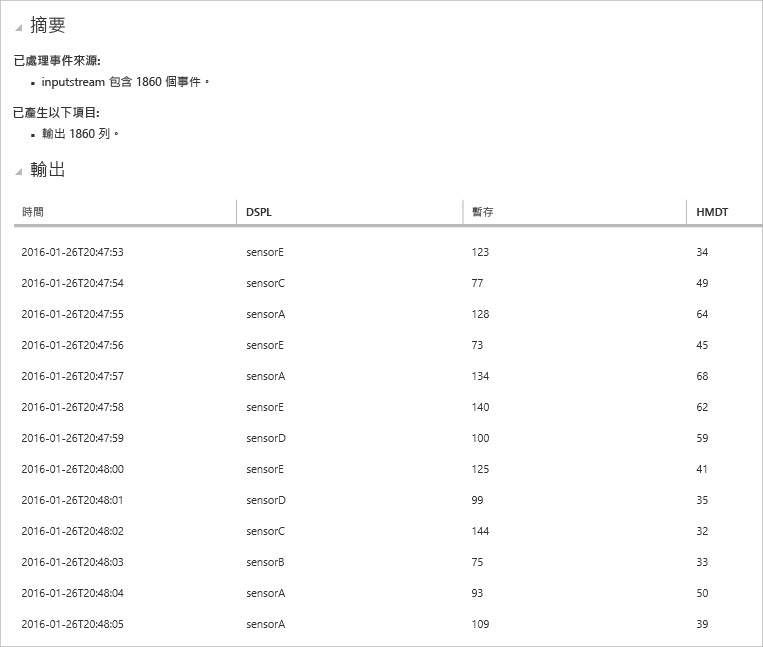 摘要
已處理事件來源:
▪ inputstream 包含 1860 個事件。
已產生以下項目:
▪ 輸出 1860 列。
輸出
時間 DSPL 暫存 HMDT
2016-01-26T20:47:53 sensorE 123 34
2016-01-26T20:47:54 sensorC 77 49
2016-01-26T20:47:55 sensorA 128 64
2016-01-26T20:47:56 sensorE 73 45
2016-01-26T20:47:57 sensorA 134 68
2016-01-26T20:47:58 sensorE 140 62
2016-01-26T20:47:59 sensorD 100 59
2016-01-26T20:48:00 sensorE 125 41
2016-01-26T20:48:01 sensorD 99 35
2016-01-26T20:48:02 sensorC 144 32
2016-01-26T20:48:03 sensorB 75 33
2016-01-26T20:48:04 sensorA 93 50
2016-01-26T20:48:05 sensorA 109 39